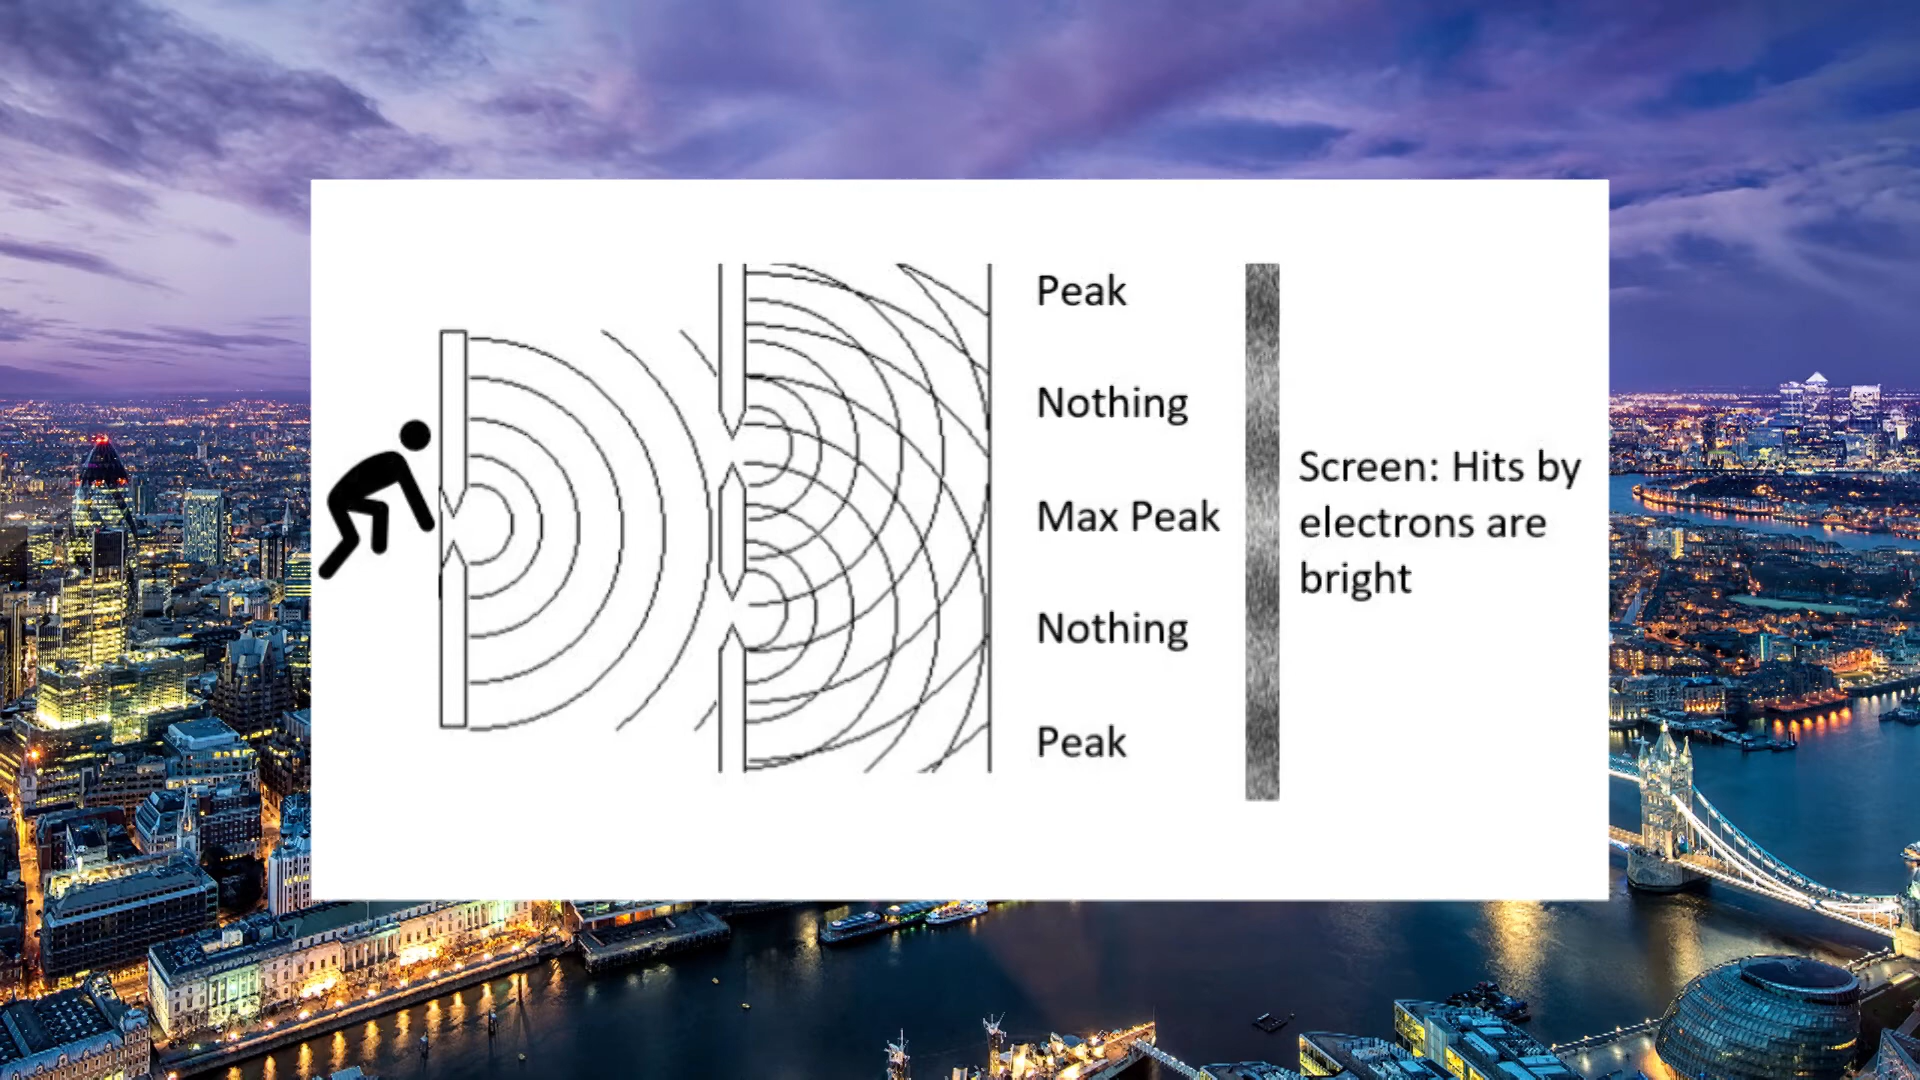 Peak
Nothing
Max Peak
Nothing
Peak
Screen: Hits by
electrons are
bright